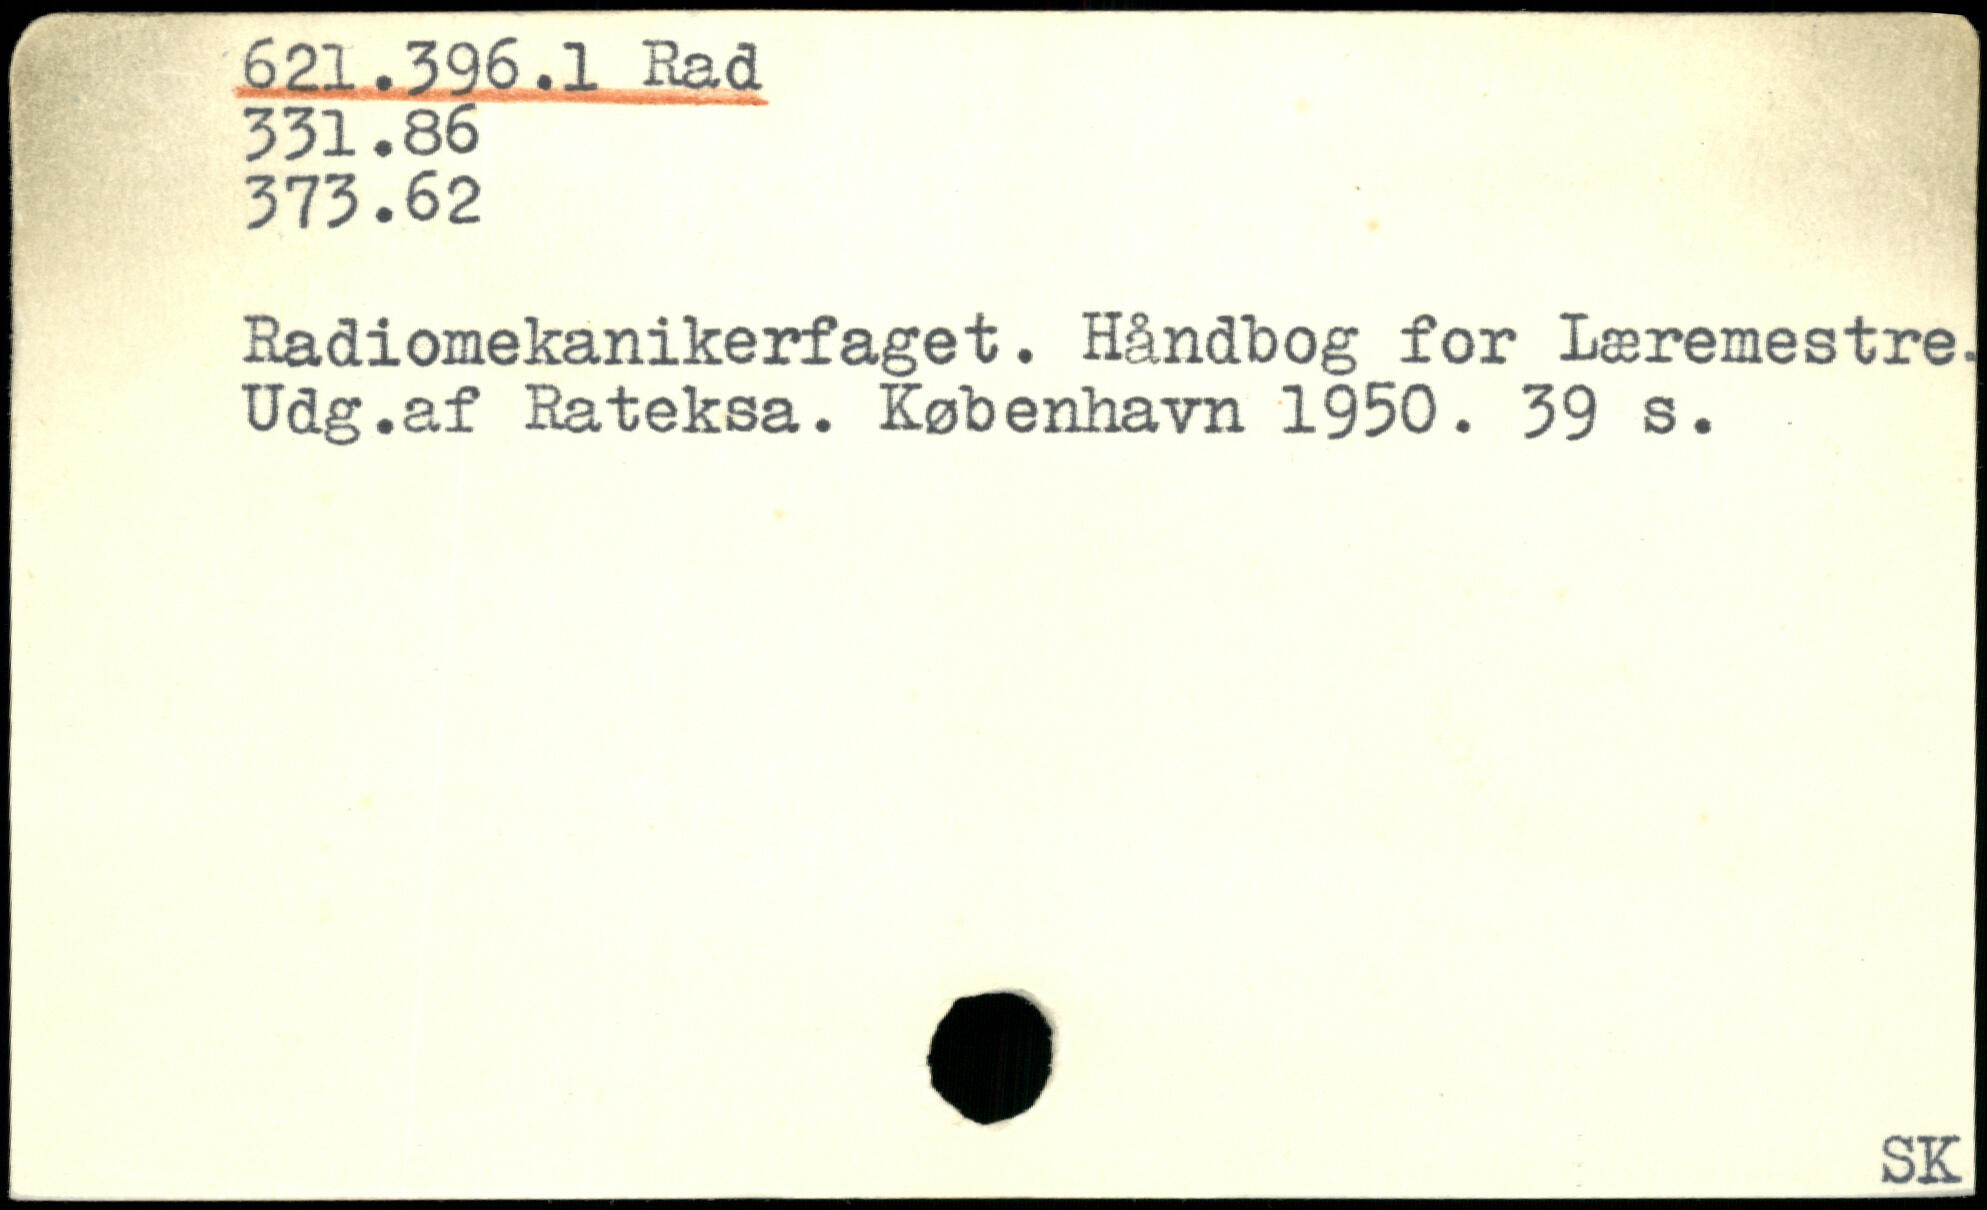 621.396.1 Rad
331.86
373.62
Radiomekanikerfaget. Håndbog for Læremestre.
Udg.af Rateksa. København 1950. 39 s.
SK